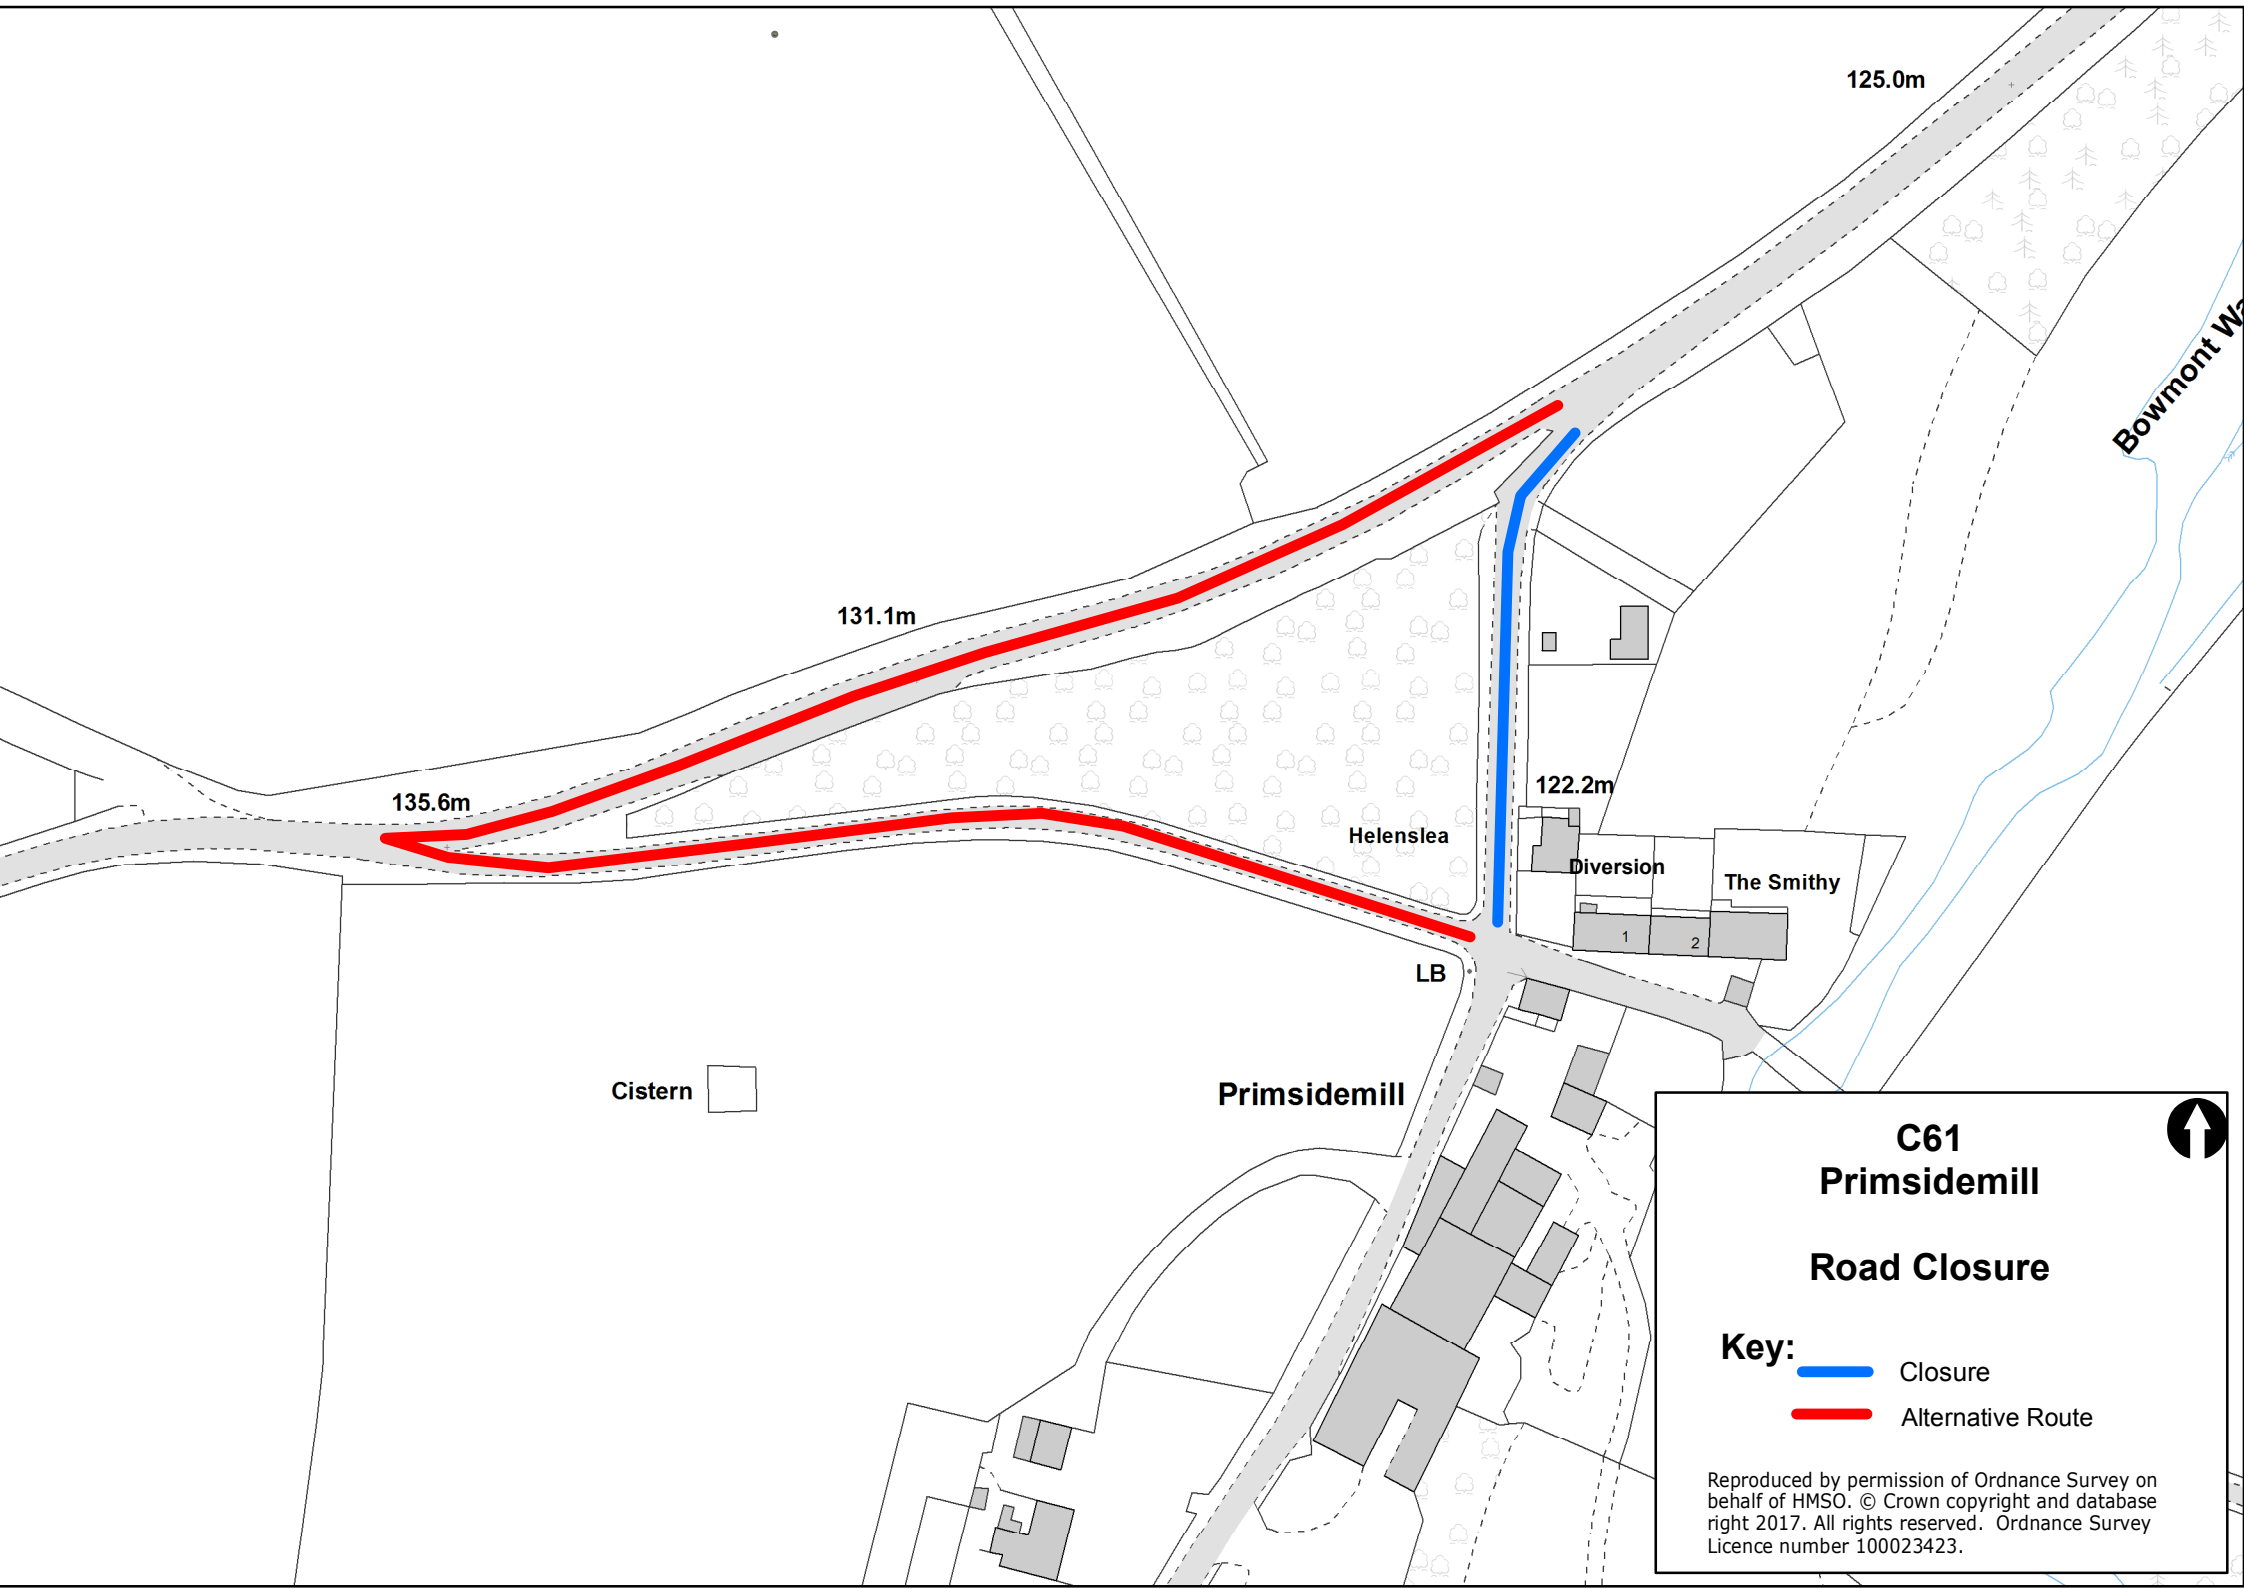 125.0m
Bowmont Wa
131.1m
135.6m
122.2m
Helenslea
Diversion
The Smithy
1
2
LB
Cistern
Primsidemill
C61
Primsidemill
Road Closure
Key:
Closure
Alternative Route
Reproduced by permission of Ordnance Survey on
behalf of HMSO. © Crown copyright and database
right 2017. All rights reserved. Ordnance Survey
Licence number 100023423.